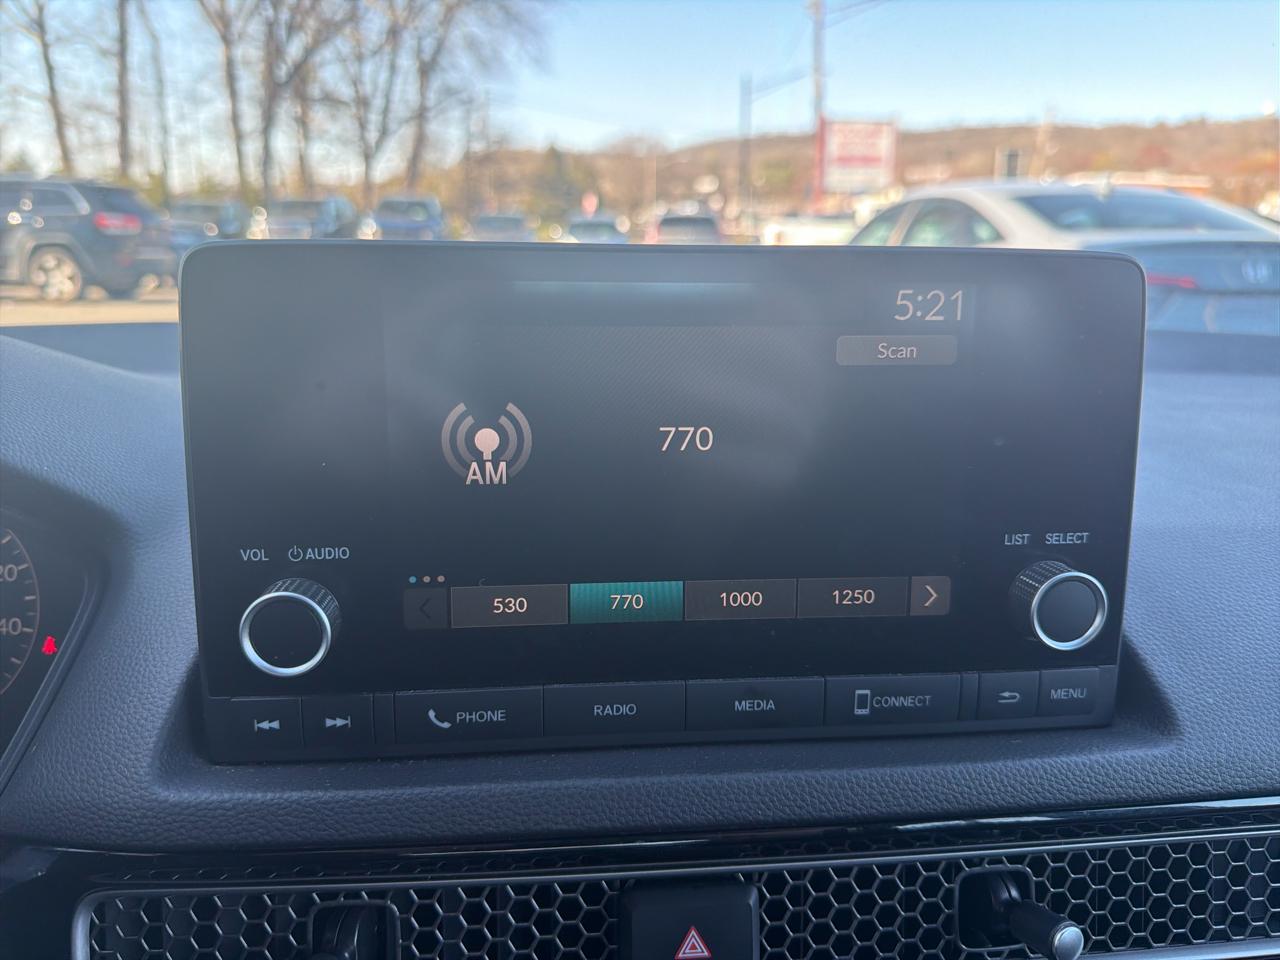 5:21
Scan
770
AM
VOL AUDIO
LIST SELECT
530 770 1000 1250
20
40
PHONE RADIO MEDIA CONNECT MENU